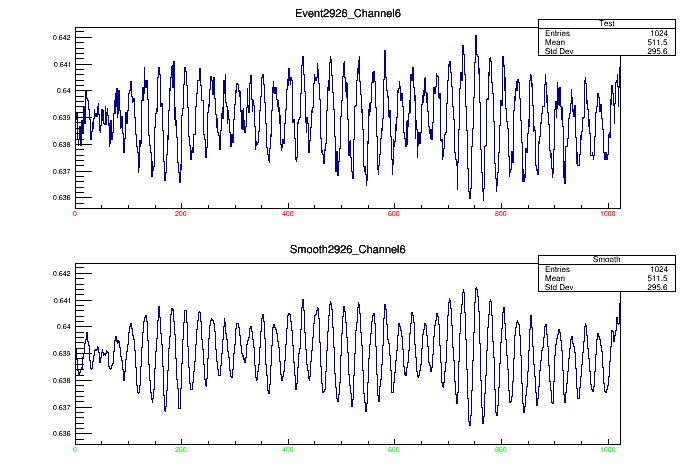 Event2926_Channel6
Test
Entries 1024
Mean 511.5
Std Dev 295.6
0.642
0.641
0.64
0.639
0.638
0.637
0.636
0 200 400 600 800 1000
Smooth2926_Channel6
Smooth
Entries 1024
Mean 511.5
Std Dev 295.6
0.642
0.641
0.64
0.639
0.638
0.637
0.636
0 200 400 600 800 1000